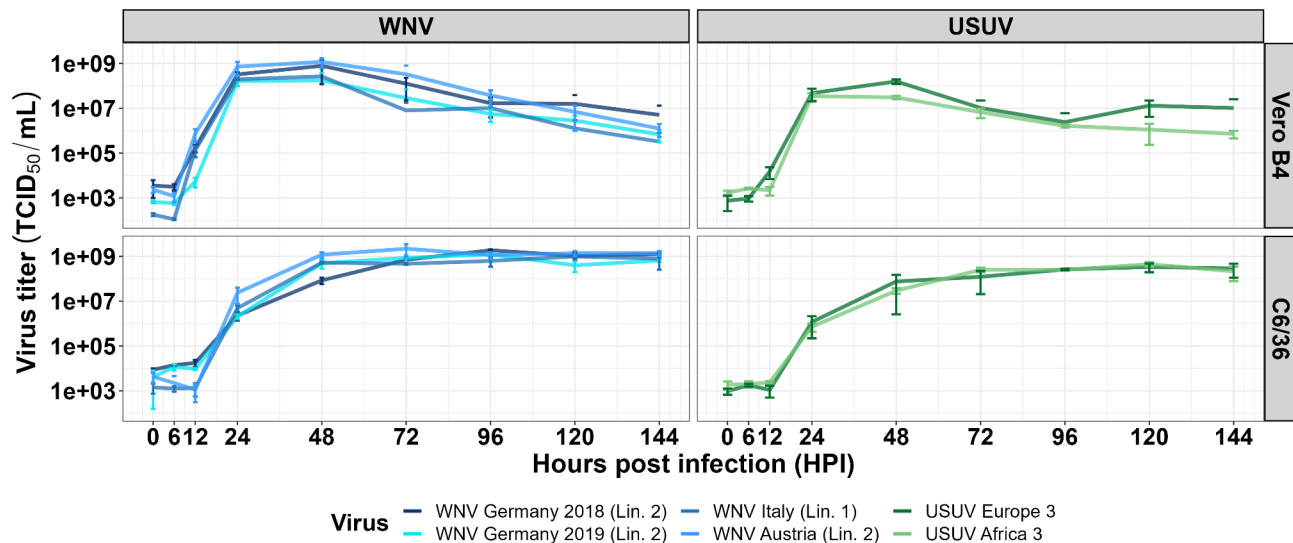 WNV
USUV
Virus titer (TCID50/mL)
1e+09
1e+07
1e+05
1e+03
Vero B4
1e+09
1e+07
1e+05
1e+03
C6/36
0 6 12 24 48 72 96 120 144
0 6 12 24 48 72 96 120 144
Hours post infection (HPI)
Virus
WNV Germany 2018 (Lin. 2) WNV Italy (Lin. 1) USUV Europe 3
WNV Germany 2019 (Lin. 2) WNV Austria (Lin. 2) USUV Africa 3